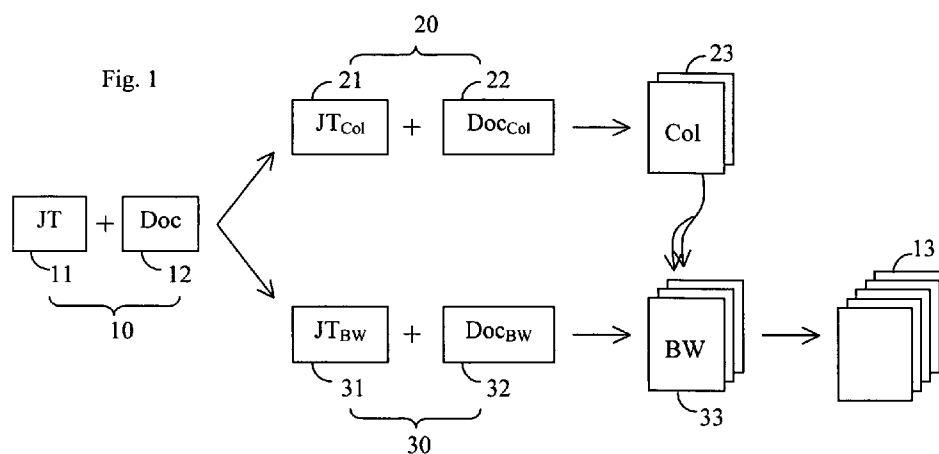 Fig. 1
20
21
22
23
JT_Col + Doc_Col
Col
JT + Doc
11
12
10
13
JT_BW + Doc_BW
BW
31
32
33
30